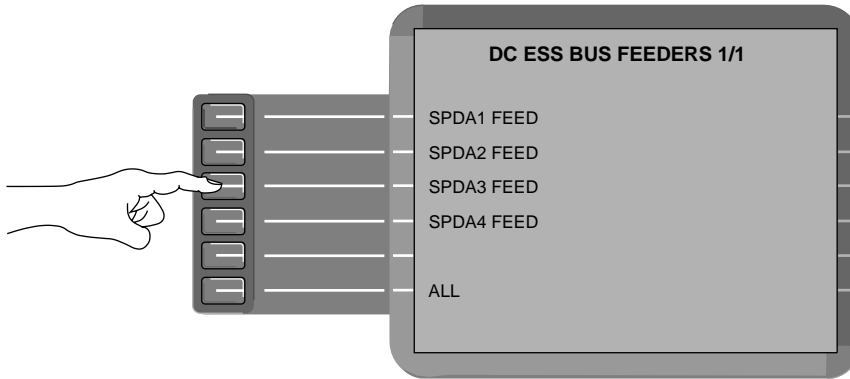 DC ESS BUS FEEDERS 1/1
SPDA1 FEED
SPDA2 FEED
SPDA3 FEED
SPDA4 FEED
ALL